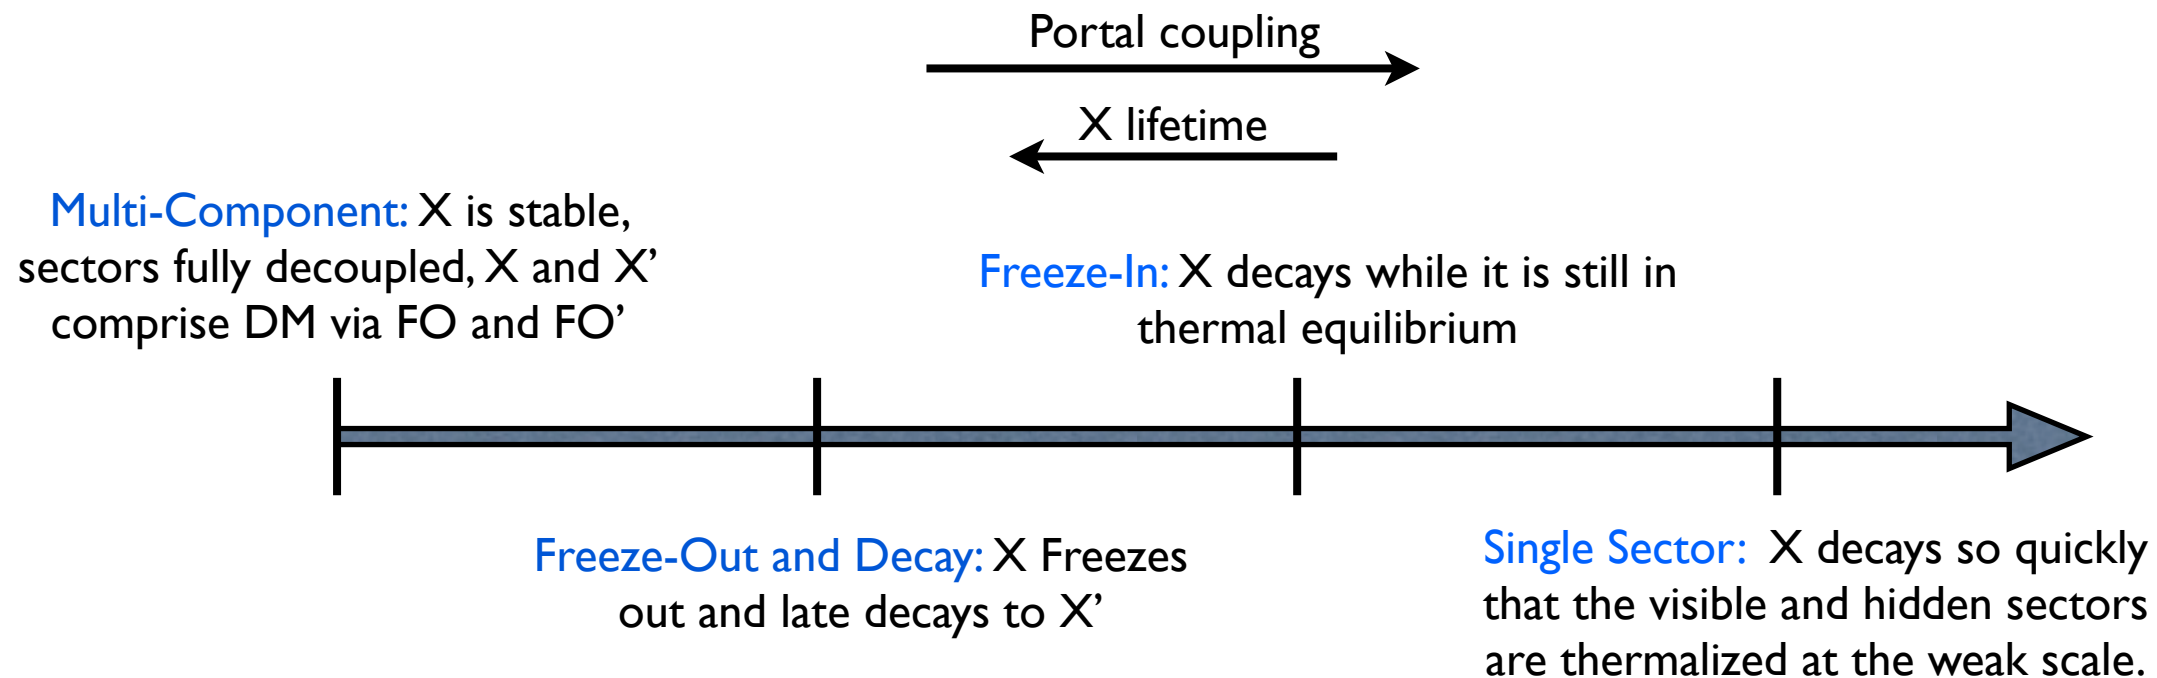 Portal coupling
X lifetime
Multi-Component: X is stable,
sectors fully decoupled, X and X’
comprise DM via FO and FO’
Freeze-In: X decays while it is still in
thermal equilibrium
Freeze-Out and Decay: X Freezes
out and late decays to X’
Single Sector: X decays so quickly
that the visible and hidden sectors
are thermalized at the weak scale.